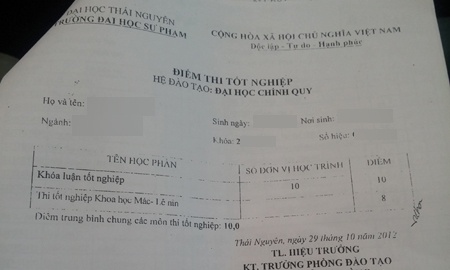 ĐẠI HỌC THÁI NGUYÊN
TRƯỜNG ĐẠI HỌC SƯ PHẠM
CỘNG HÒA XÃ HỘI CHỦ NGHĨA VIỆT NAM
Độc lập - Tự do - Hạnh phúc
ĐIỂM THI TỐT NGHIỆP
HỆ ĐÀO TẠO: ĐẠI HỌC CHÍNH QUY
Họ và tên:
Ngành:
Sinh ngày:
Nơi sinh:
Khóa: 2
Số hiệu:
TÊN HỌC PHẦN
SỐ ĐƠN VỊ HỌC TRÌNH
ĐIỂM
Khóa luận tốt nghiệp
10
10
Thi tốt nghiệp Khoa học Mác- Lê nin
8
Điểm trung bình chung các môn thi tốt nghiệp: 10,0
Thái Nguyên, ngày 29 tháng 10 năm 2012
TL. HIỆU TRƯỞNG
KT. TRƯỞNG PHÒNG ĐÀO TẠO